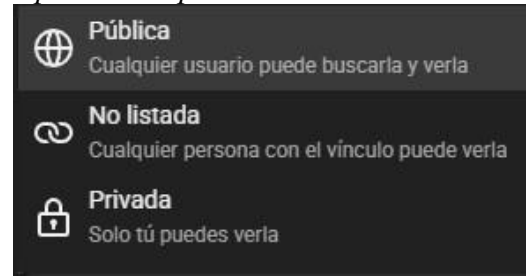 Pública
Cualquier usuario puede buscarla y verla
No listada
Cualquier persona con el vínculo puede verla
Privada
Solo tú puedes verla